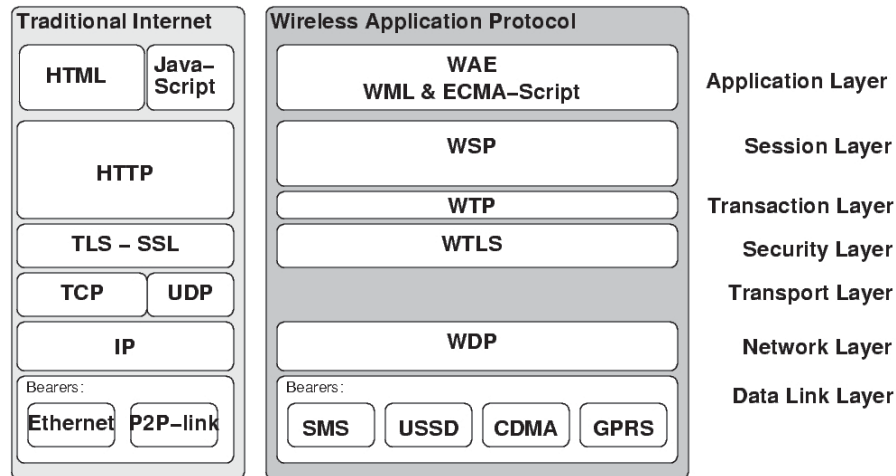 Traditional Internet
HTML
Java–
Script
HTTP
TLS – SSL
TCP
UDP
IP
Bearers:
Ethernet
P2P–link
Wireless Application Protocol
WAE
WML & ECMA–Script
WSP
WTP
WTLS
WDP
Bearers:
SMS
USSD
CDMA
GPRS
Application Layer
Session Layer
Transaction Layer
Security Layer
Transport Layer
Network Layer
Data Link Layer